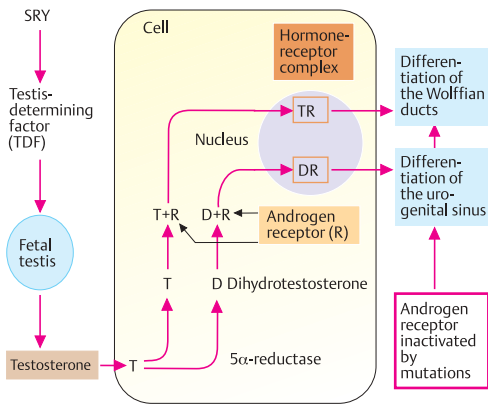 SRY
Testis-
determining
factor
(TDF)
Fetal
testis
Testosterone
Cell
Hormone-
receptor
complex
Nucleus
TR
DR
T+R
D+R
Androgen
receptor (R)
T
D Dihydrotestosterone
T
5α-reductase
Differen-
tiation of
the Wolffian
ducts
Differen-
tiation of
the uro-
genital sinus
Androgen
receptor
inactivated
by
mutations